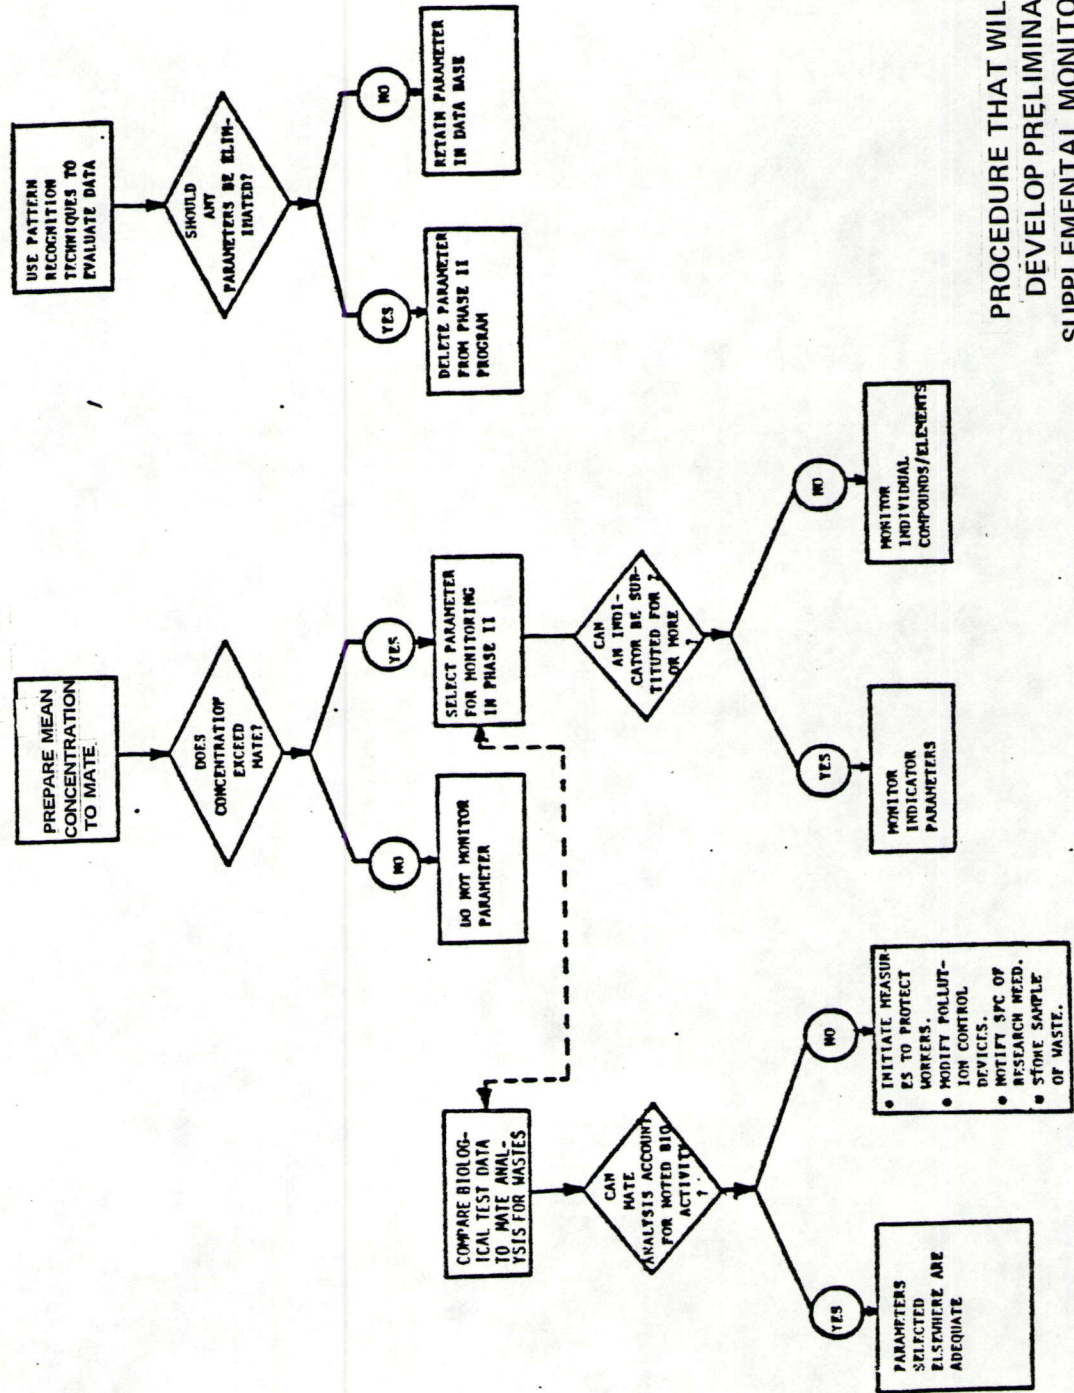 PREPARE MEAN
CONCENTRATION
TO MATE.
DOES
CONCENTRATION
EXCEED
MATE?
NO
YES
DO NOT MONITOR
PARAMETER
SELECT PARAMETER
FOR MONITORING
IN PHASE II
CAN
AN INDI-
CATOR BE SUB-
TITUTED FOR 2
OR MORE
?
YES
NO
MONITOR
INDICATOR
PARAMETERS
MONITOR
INDIVIDUAL
COMPOUNDS/ELEMENTS
USE PATTERN
RECOGNITION
TECHNIQUES TO
EVALUATE DATA
SHOULD
ANY
PARAMETERS BE ELIM-
INATED?
YES
NO
DELETE PARAMETER
FROM PHASE II
PROGRAM
RETAIN PARAMETER
IN DATA BASE
COMPARE BIOLOG-
ICAL TEST DATA
TO MATE ANAL-
YSIS FOR WASTES
CAN
MATE
ANALYSIS ACCOUNT
FOR NOTED BIO
ACTIVITY
?
YES
NO
PARAMETERS
SELECTED
ELSEWHERE ARE
ADEQUATE
• INITIATE MEASUR-
ES TO PROTECT
WORKERS.
• MODIFY POLLUT-
ION CONTROL
DEVICES.
• NOTIFY SFC OF
RESEARCH NEED.
• STORE SAMPLE
OF WASTE.
PROCEDURE THAT WIL
DEVELOP PRELIMINA
SUPPLEMENTAL MONITO